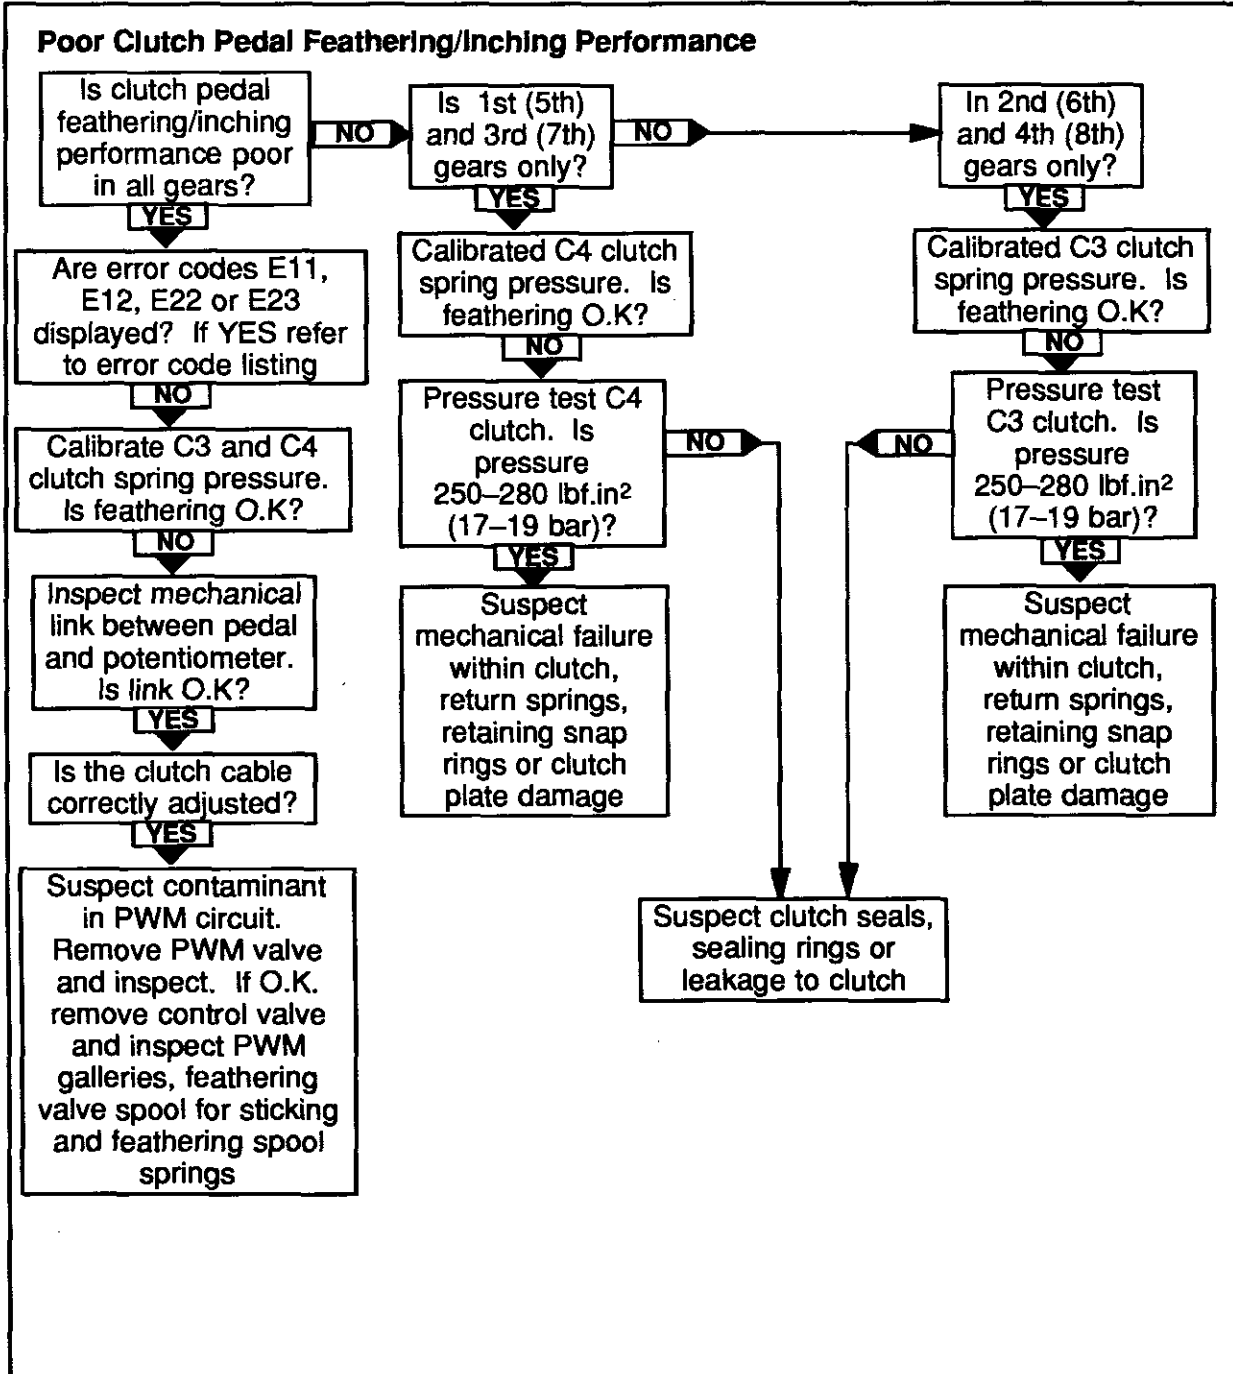 Poor Clutch Pedal Feathering/Inching Performance
Is clutch pedal
feathering/inching
performance poor
in all gears?
NO
Is 1st (5th)
and 3rd (7th)
gears only?
NO
In 2nd (6th)
and 4th (8th)
gears only?
YES
Are error codes E11,
E12, E22 or E23
displayed? If YES refer
to error code listing
NO
Calibrate C3 and C4
clutch spring pressure.
Is feathering O.K?
NO
Inspect mechanical
link between pedal
and potentiometer.
Is link O.K?
YES
Is the clutch cable
correctly adjusted?
YES
Suspect contaminant
in PWM circuit.
Remove PWM valve
and inspect. If O.K.
remove control valve
and inspect PWM
galleries, feathering
valve spool for sticking
and feathering spool
springs
YES
Calibrated C4 clutch
spring pressure. Is
feathering O.K?
NO
Pressure test C4
clutch. Is
pressure
250–280 lbf.in²
(17–19 bar)?
NO
YES
Suspect
mechanical failure
within clutch,
return springs,
retaining snap
rings or clutch
plate damage
YES
Calibrated C3 clutch
spring pressure. Is
feathering O.K?
NO
Pressure test
C3 clutch. Is
pressure
250–280 lbf.in²
(17–19 bar)?
NO
YES
Suspect
mechanical failure
within clutch,
return springs,
retaining snap
rings or clutch
plate damage
Suspect clutch seals,
sealing rings or
leakage to clutch